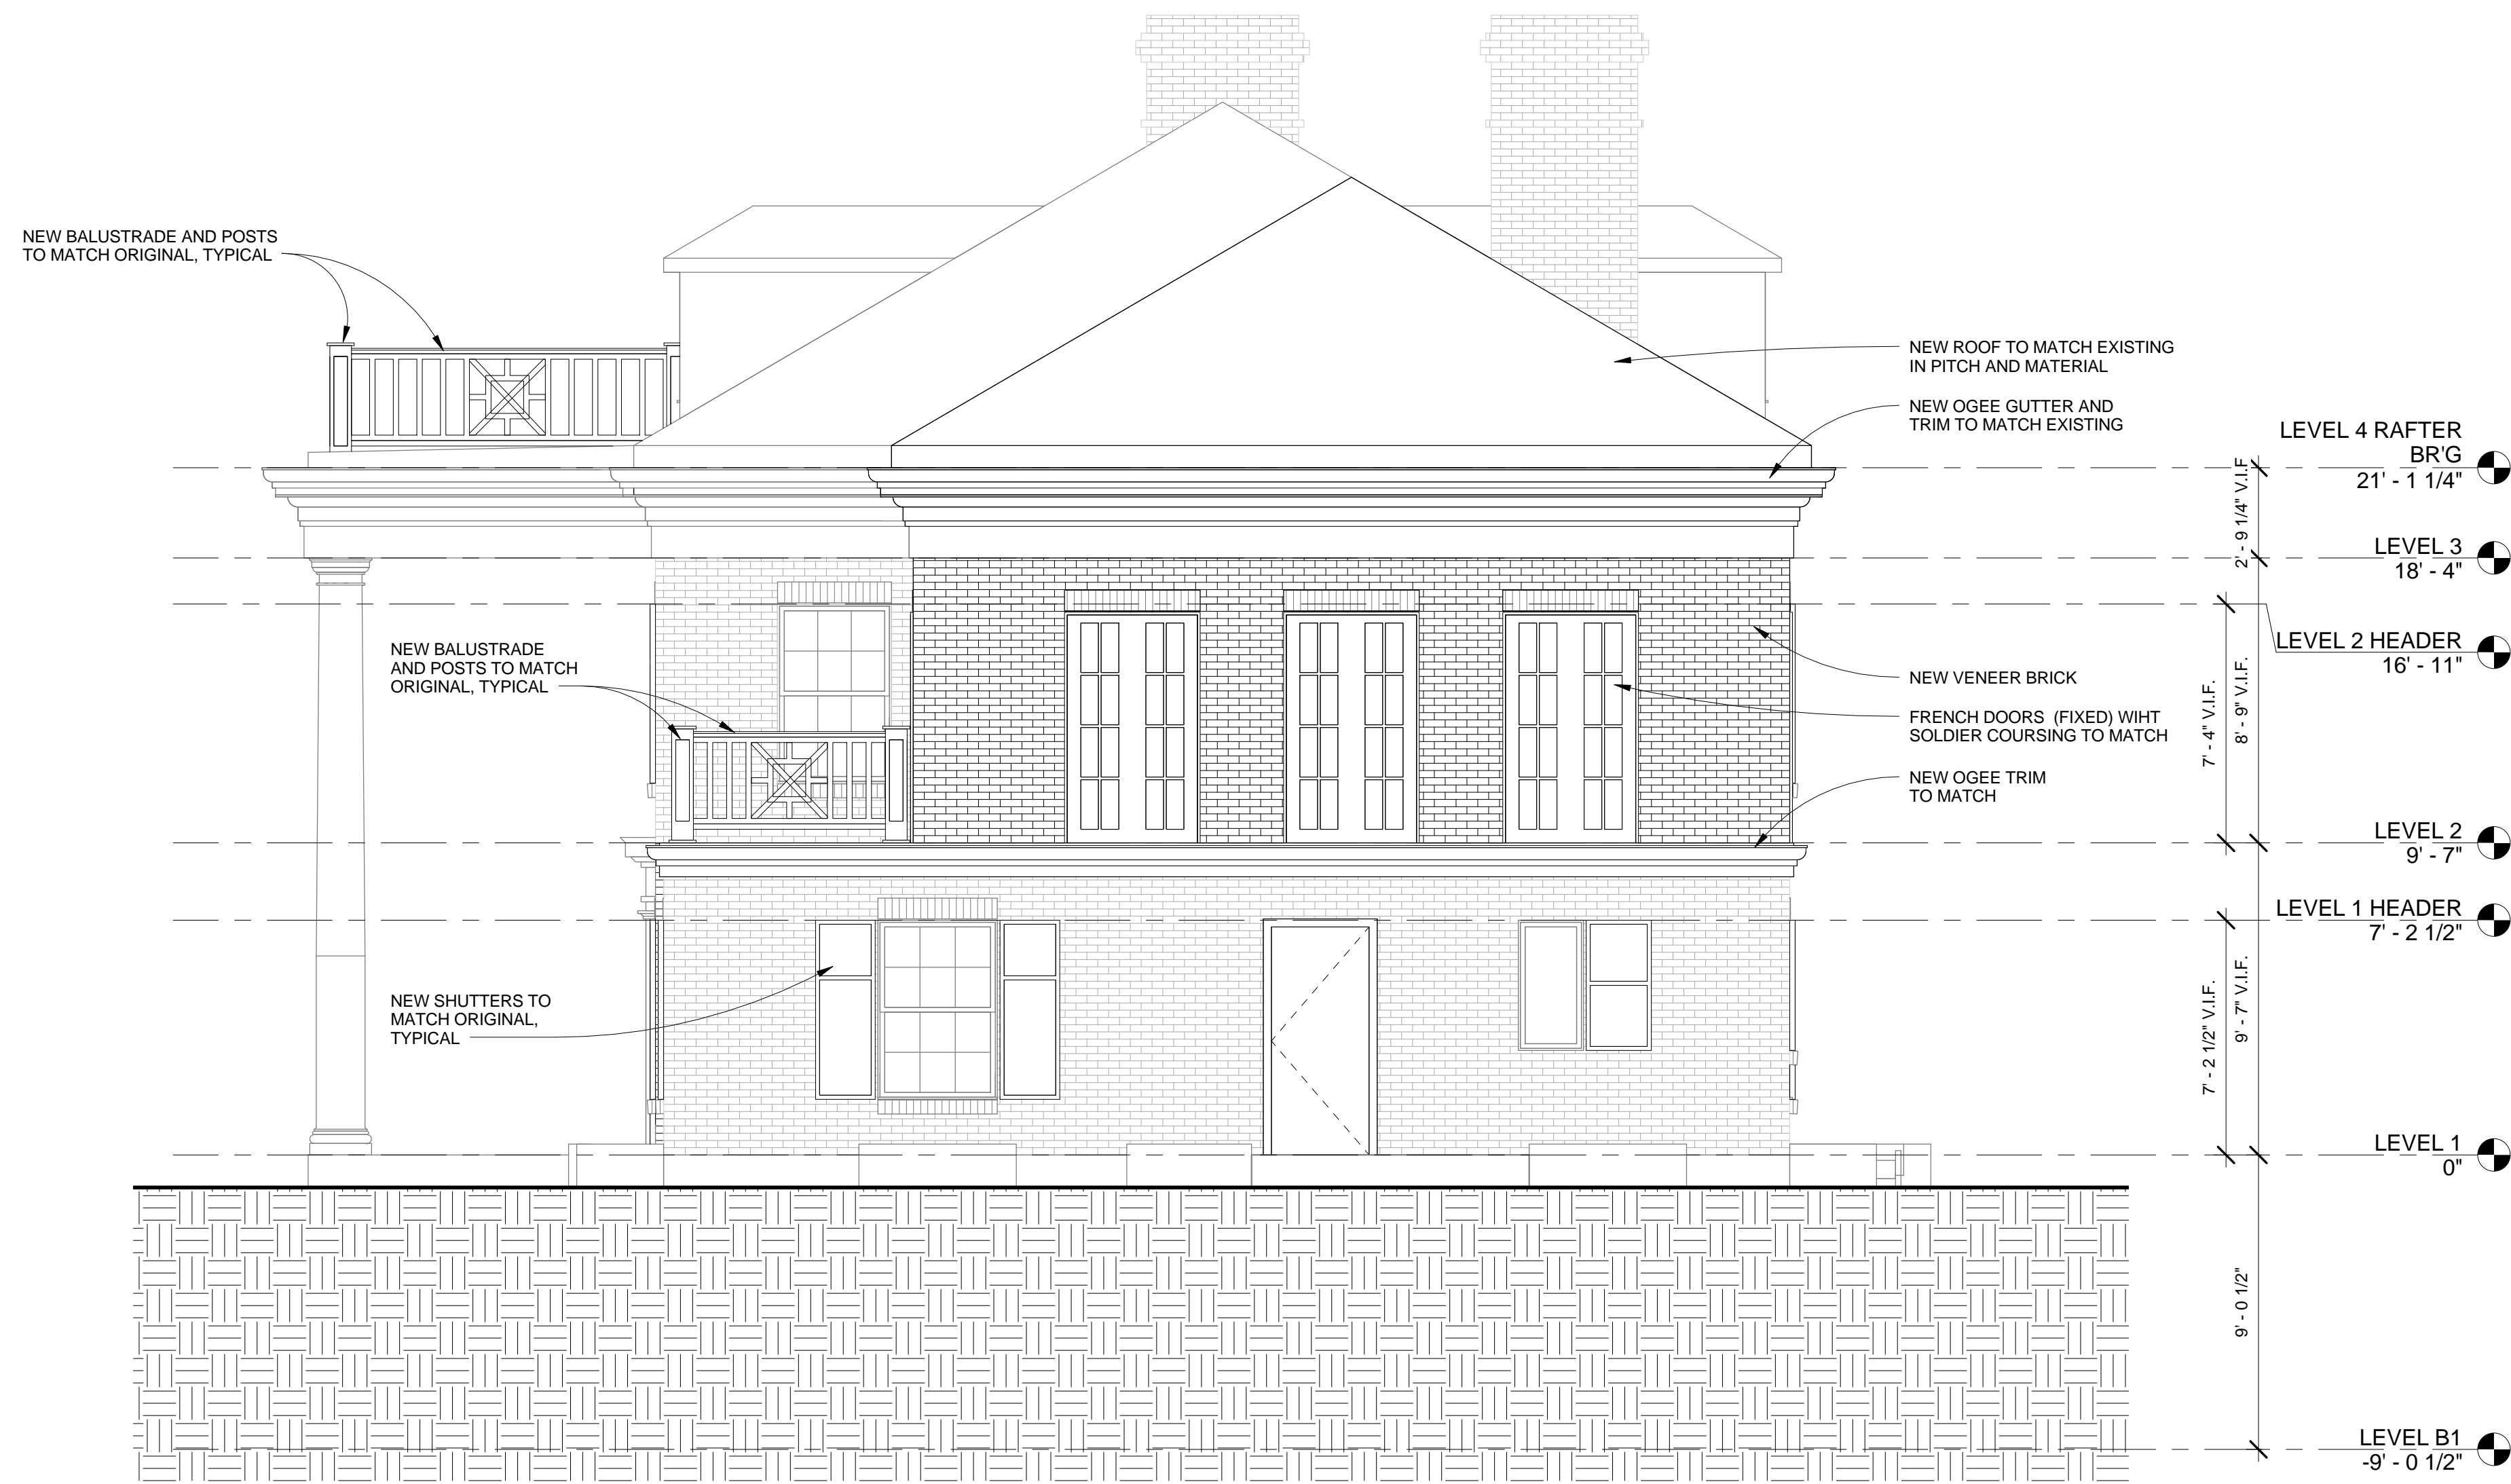 NEW BALUSTRADE AND POSTS
TO MATCH ORIGINAL, TYPICAL
NEW BALUSTRADE
AND POSTS TO MATCH
ORIGINAL, TYPICAL
NEW SHUTTERS TO
MATCH ORIGINAL,
TYPICAL
NEW ROOF TO MATCH EXISTING
IN PITCH AND MATERIAL
NEW OGEE GUTTER AND
TRIM TO MATCH EXISTING
NEW VENEER BRICK
FRENCH DOORS (FIXED) WIHT
SOLDIER COURSING TO MATCH
NEW OGEE TRIM
TO MATCH
7' - 4" V.I.F.
7' - 2 1/2" V.I.F.
2' - 9 1/4" V.I.F
8' - 9" V.I.F.
9' - 7" V.I.F.
9' - 0 1/2"
LEVEL 4 RAFTER
BR'G
21' - 1 1/4"
LEVEL 3
18' - 4"
LEVEL 2 HEADER
16' - 11"
LEVEL 2
9' - 7"
LEVEL 1 HEADER
7' - 2 1/2"
LEVEL 1
0"
LEVEL B1
-9' - 0 1/2"